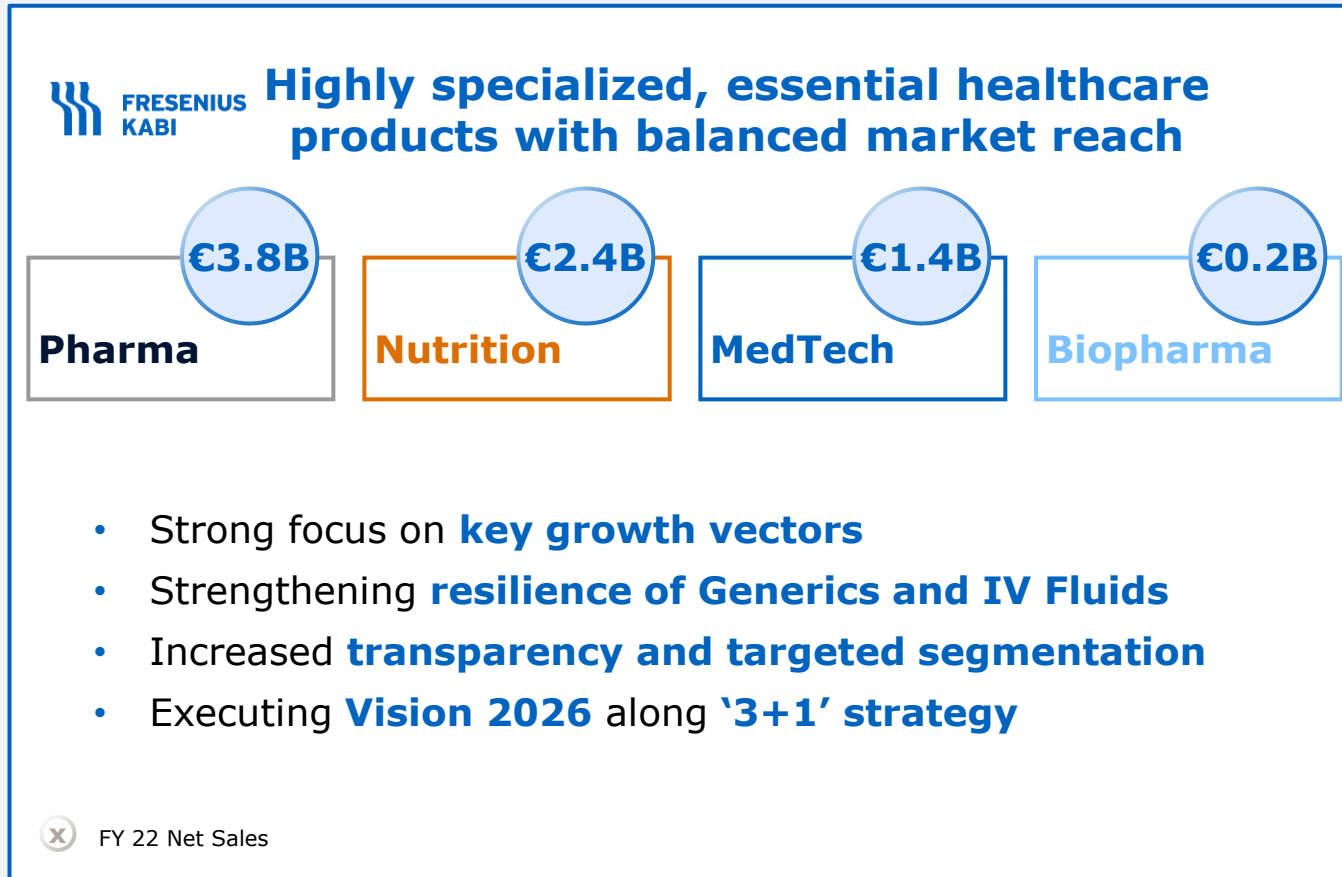 FRESENIUS
KABI
Highly specialized, essential healthcare
products with balanced market reach
€3.8B
Pharma
€2.4B
Nutrition
€1.4B
MedTech
€0.2B
Biopharma
• Strong focus on key growth vectors
• Strengthening resilience of Generics and IV Fluids
• Increased transparency and targeted segmentation
• Executing Vision 2026 along ‘3+1’ strategy
x FY 22 Net Sales